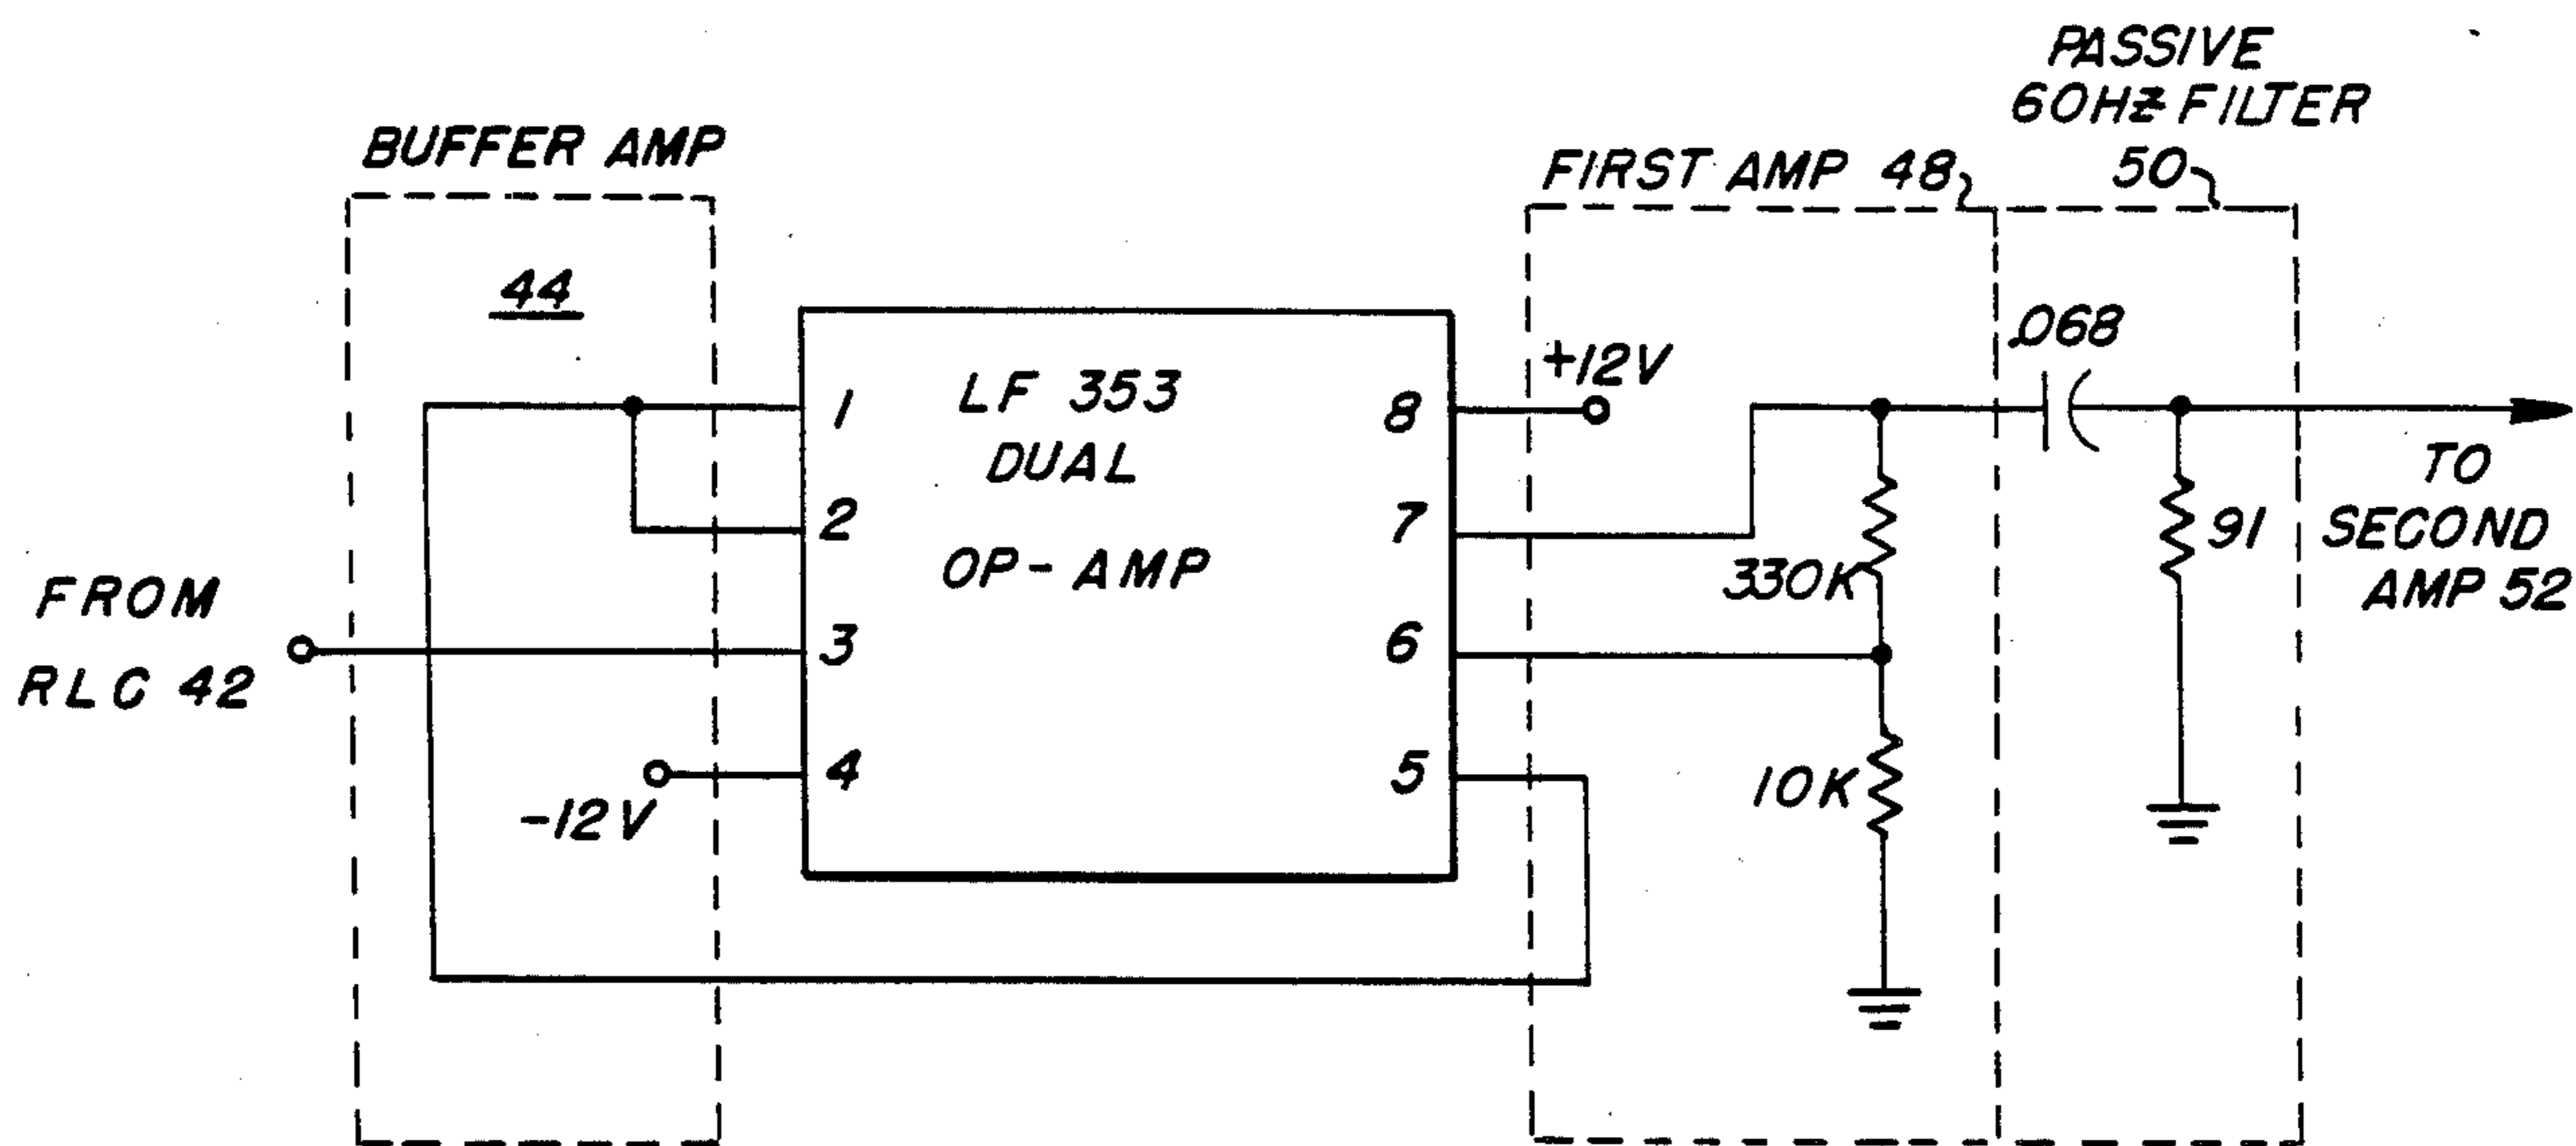 PASSIVE
60HZ FILTER
50
BUFFER AMP
44
FIRST AMP 48
FROM
RLC 42
-12V
1
2
3
4
LF 353
DUAL
OP-AMP
8
7
6
5
+12V
330K
10K
.068
91
TO
SECOND
AMP 52